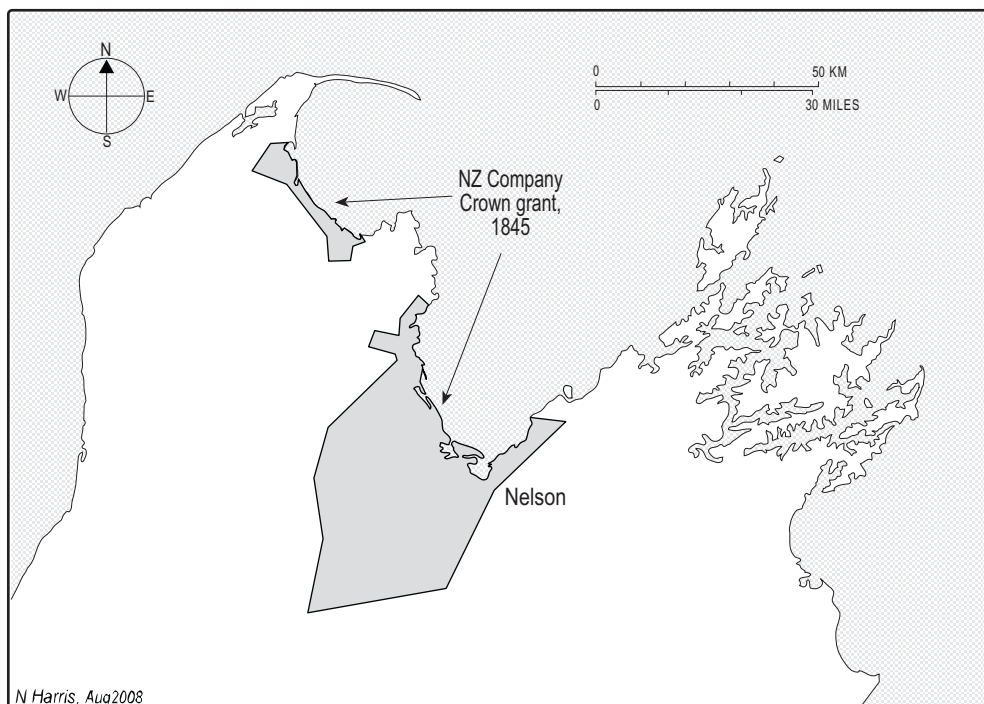 N
W E
S
0 50 KM
0 30 MILES
NZ Company
Crown grant,
1845
Nelson
N Harris, Aug2008